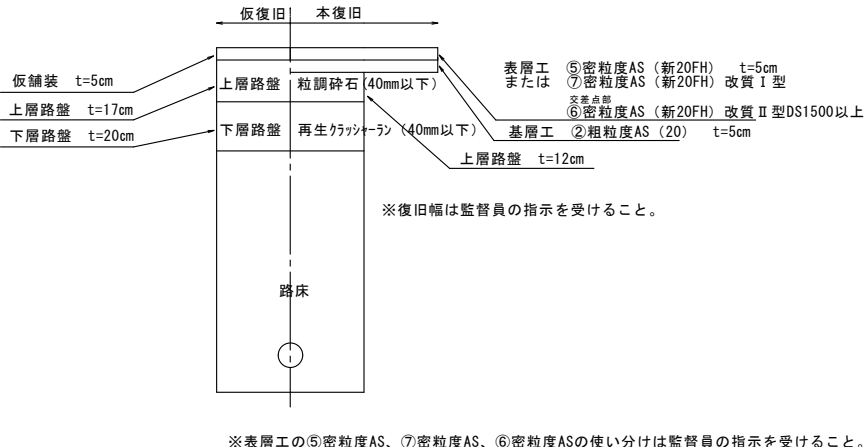 仮復旧　本復旧
表層工　⑤密粒度AS（新20FH）　t=5cm
または　⑦密粒度AS（新20FH）改質Ⅰ型
交差点部
⑥密粒度AS（新20FH）改質Ⅱ型DS1500以上
基層工　②粗粒度AS（20）　t=5cm
仮舗装　t=5cm
上層路盤　t=17cm
下層路盤　t=20cm
上層路盤　粒調砕石(40mm以下）
下層路盤　再生クラッシャーラン（40mm以下）
上層路盤　t=12cm
※復旧幅は監督員の指示を受けること。
路床
※表層工の⑤密粒度AS、⑦密粒度AS、⑥密粒度ASの使い分けは監督員の指示を受けること。